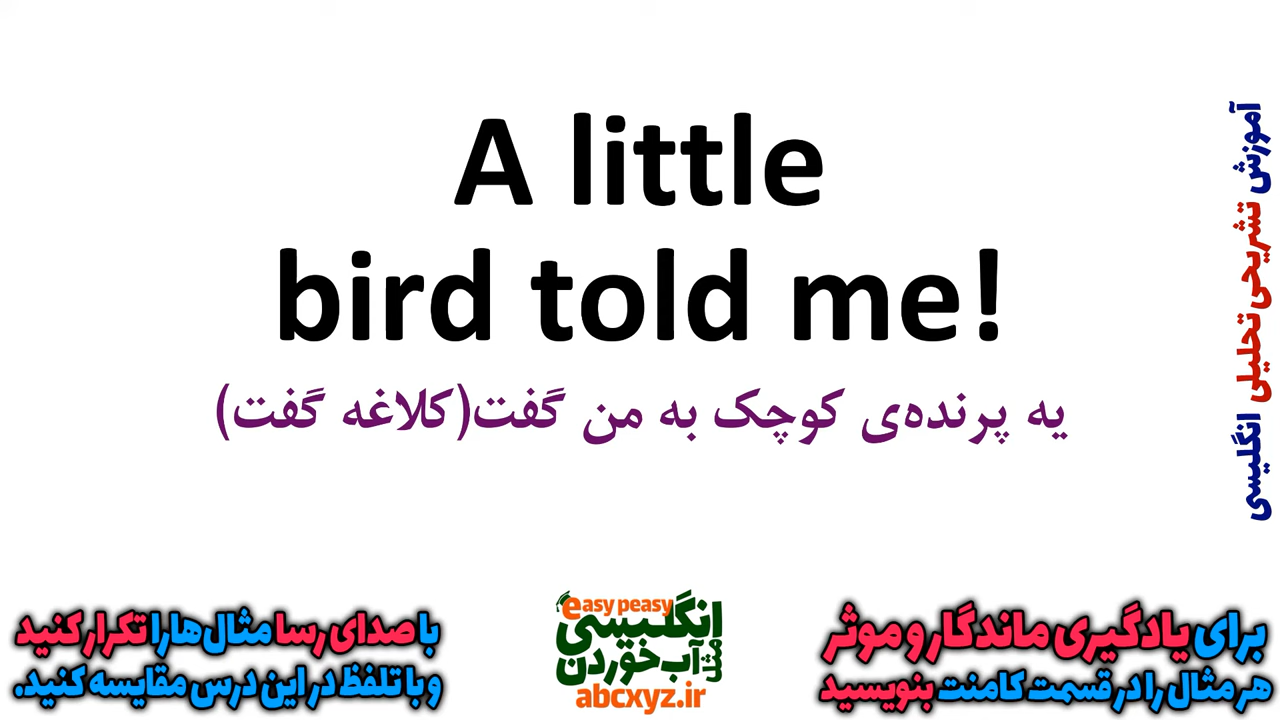 A little
bird told me!
یه پرنده‌ی کوچک به من گفت(کلاغه گفت)
آموزش تشریحی تحلیلی انگلیسی
برای یادگیری ماندگار و موثر
هر مثال را در قسمت کامنت بنویسید
easy peasy
انگلیسی
مثل آب خوردن
abcxyz.ir
با صدای رسا مثال‌ها را تکرار کنید
و با تلفظ در این درس مقایسه کنید.